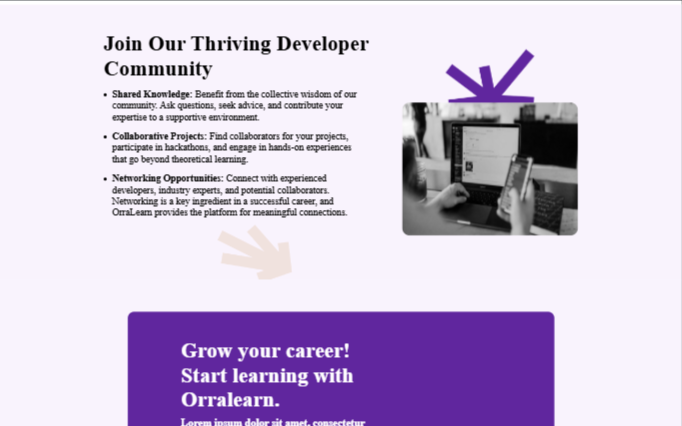 Join Our Thriving Developer
Community
• Shared Knowledge: Benefit from the collective wisdom of our
community. Ask questions, seek advice, and contribute your
expertise to a supportive environment.
• Collaborative Projects: Find collaborators for your projects,
participate in hackathons, and engage in hands-on experiences
that go beyond theoretical learning.
• Networking Opportunities: Connect with experienced
developers, industry experts, and potential collaborators.
Networking is a key ingredient in a successful career, and
OrraLearn provides the platform for meaningful connections.
Grow your career!
Start learning with
Orralearn.
Lorem ipsum dolor sit amet, consectetur